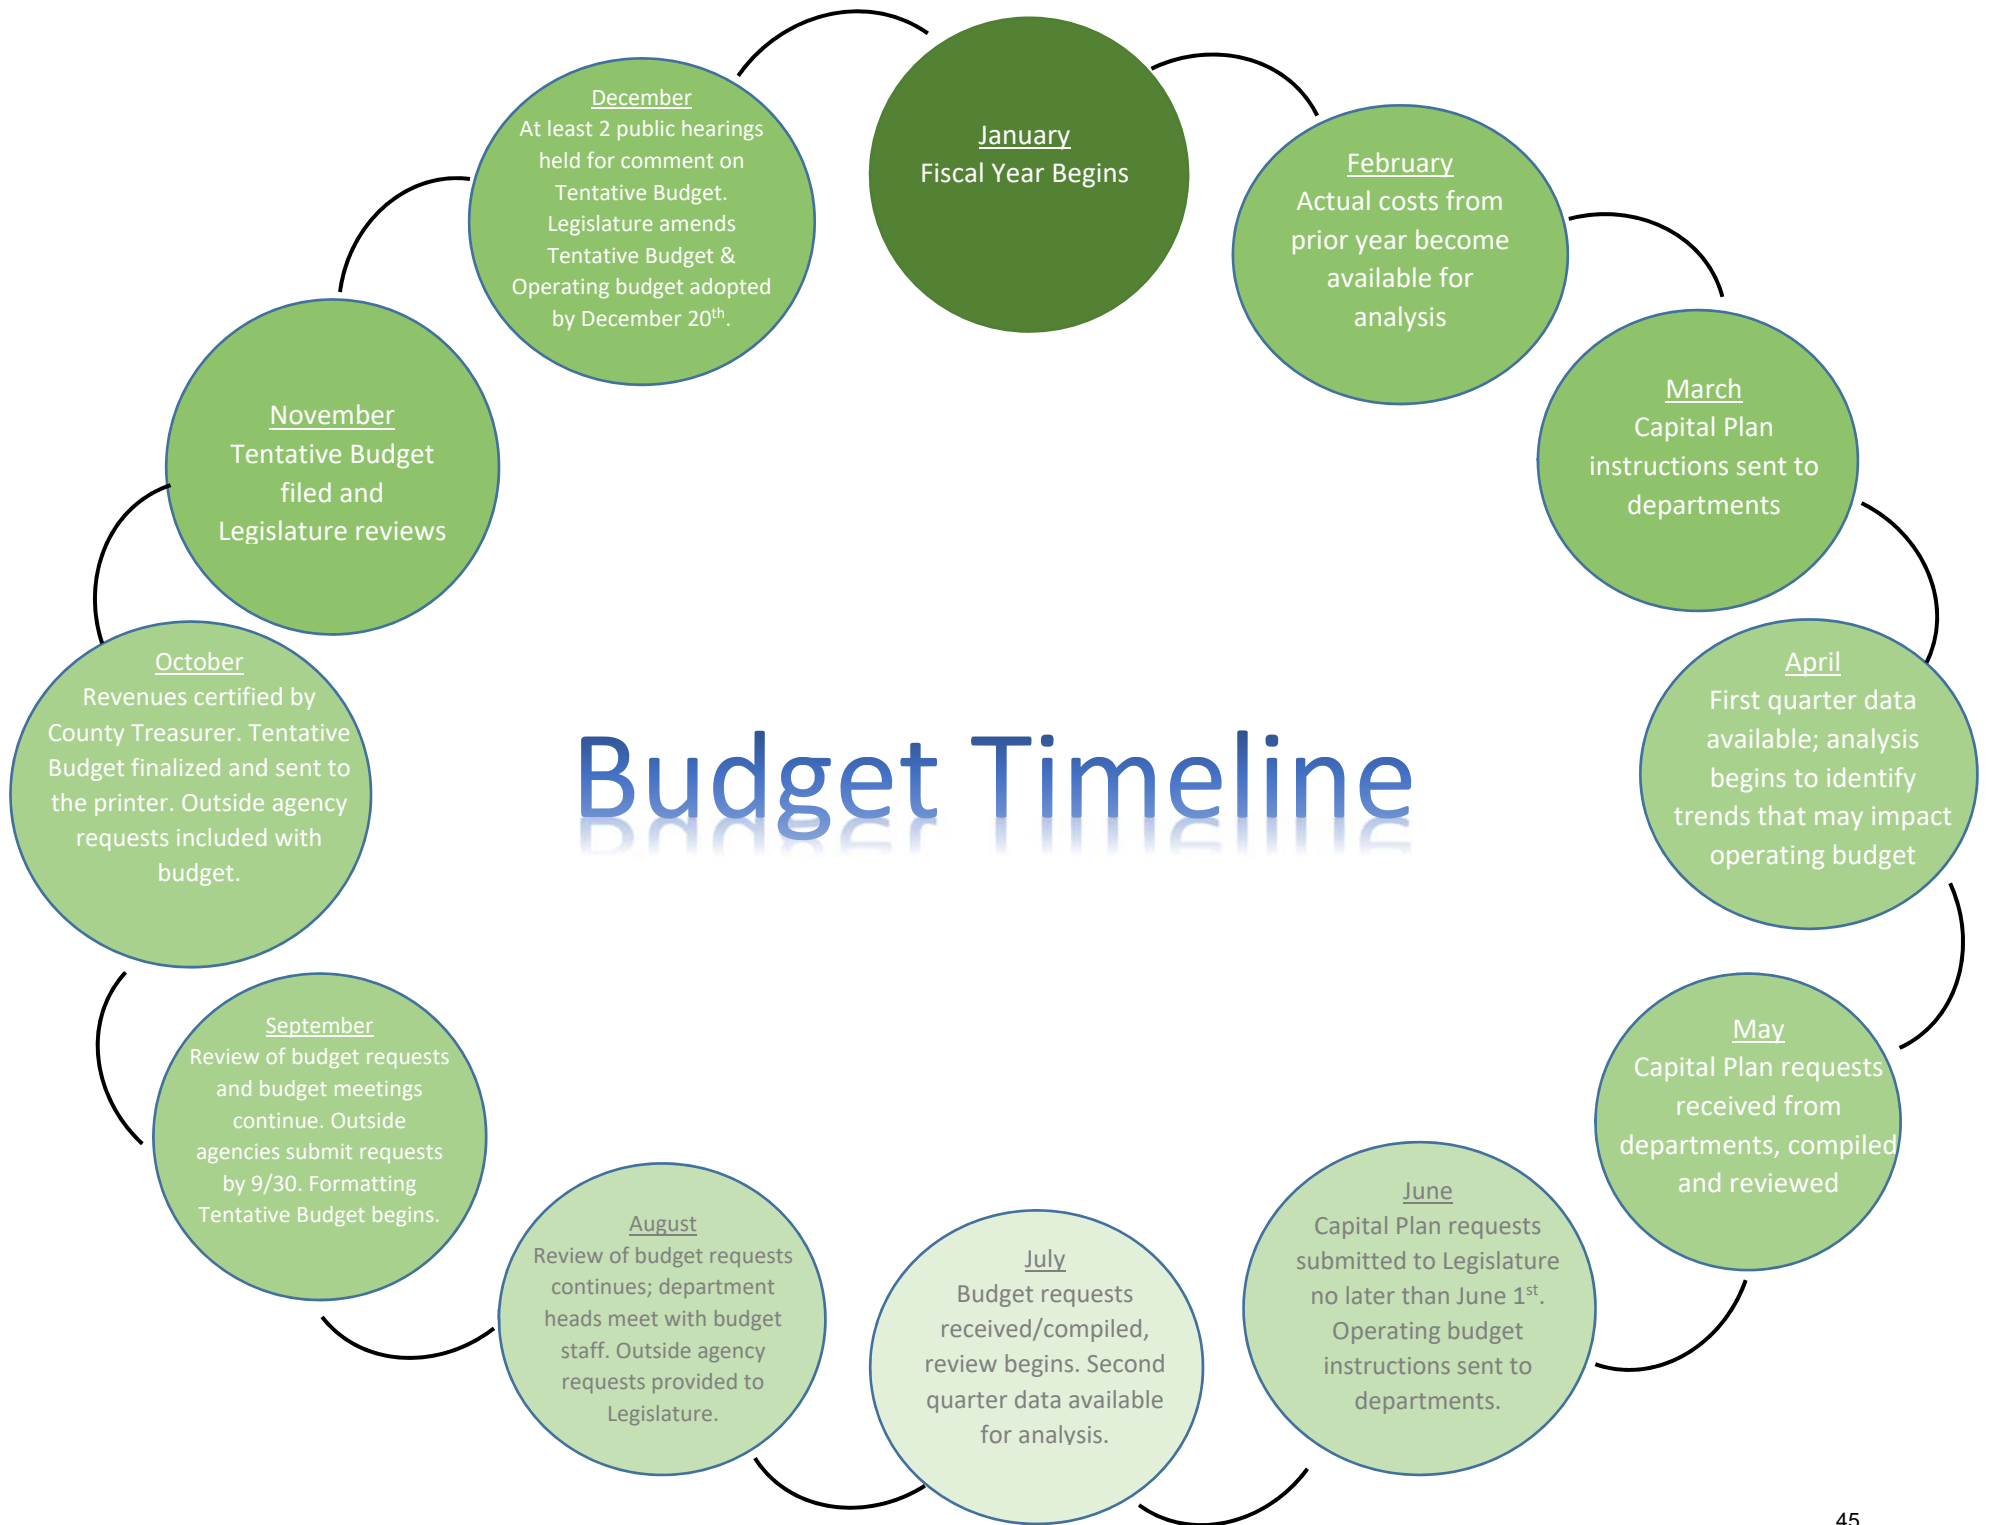 January
Fiscal Year Begins
February
Actual costs from
prior year become
available for
analysis
March
Capital Plan
instructions sent to
departments
April
First quarter data
available; analysis
begins to identify
trends that may impact
operating budget
May
Capital Plan requests
received from
departments, compiled
and reviewed
June
Capital Plan requests
submitted to Legislature
no later than June 1st.
Operating budget
instructions sent to
departments.
July
Budget requests
received/compiled,
review begins. Second
quarter data available
for analysis.
August
Review of budget requests
continues; department
heads meet with budget
staff. Outside agency
requests provided to
Legislature.
September
Review of budget requests
and budget meetings
continue. Outside
agencies submit requests
by 9/30. Formatting
Tentative Budget begins.
October
Revenues certified by
County Treasurer. Tentative
Budget finalized and sent to
the printer. Outside agency
requests included with
budget.
November
Tentative Budget
filed and
Legislature reviews
December
At least 2 public hearings
held for comment on
Tentative Budget.
Legislature amends
Tentative Budget &
Operating budget adopted
by December 20th.
Budget Timeline
45